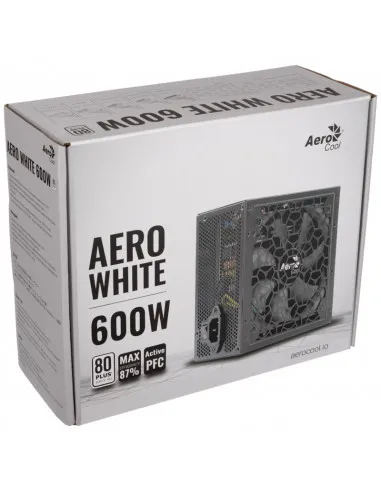 AERO WHITE 600W
AERO WHITE 600W
Aero
Cool
AERO
WHITE
600W
Aero
80
PLUS
MAX
87%
Active
PFC
aerocool.io